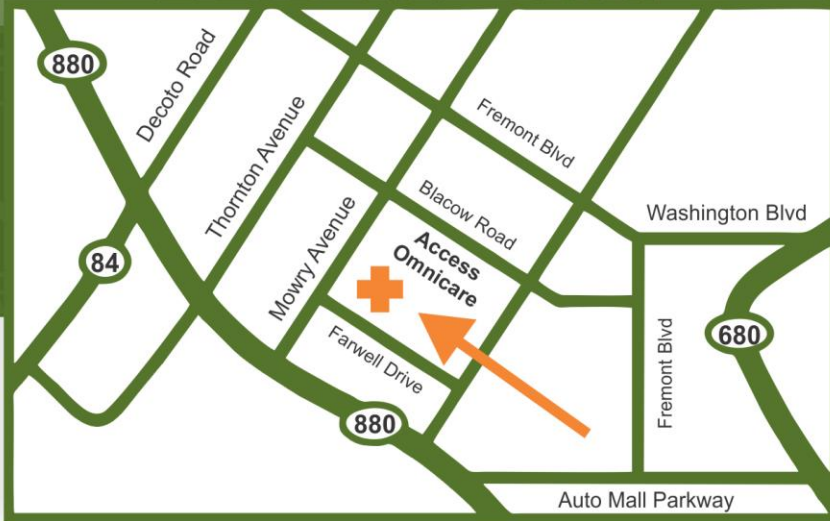 880
Decoto Road
Thornton Avenue
Fremont Blvd
Blacow Road
Washington Blvd
84
Mowry Avenue
Access
Omnicare
Farwell Drive
Fremont Blvd
680
880
Auto Mall Parkway